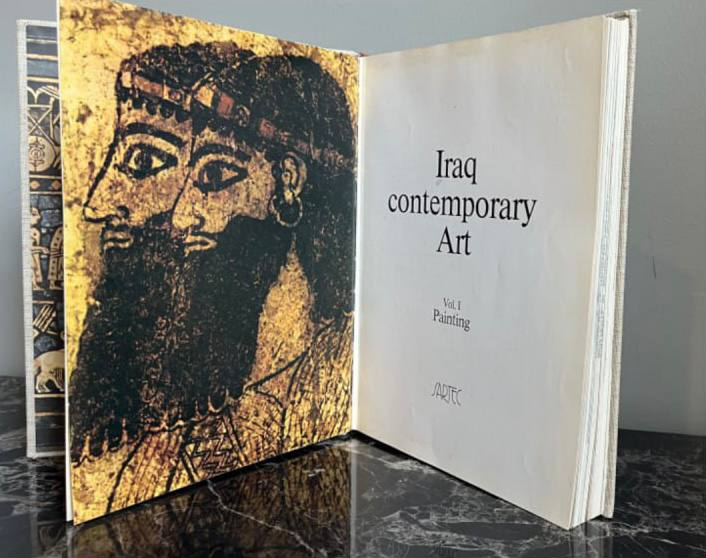 Iraq
contemporary
Art
Vol. I
Painting
SARTEC